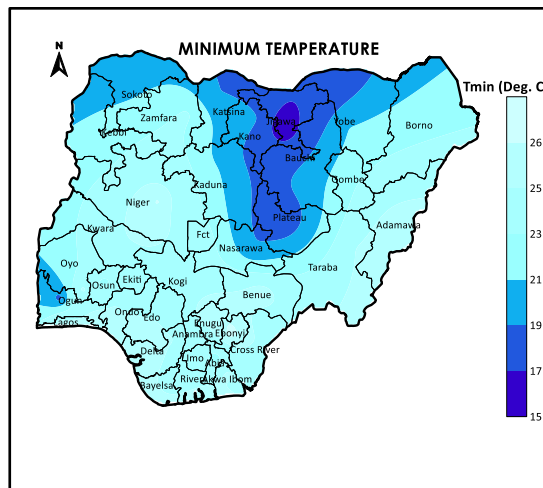 N
MINIMUM TEMPERATURE
Tmin (Deg. C
Sokoto
Zamfara
Katsina
Jigawa
Yobe
Borno
Kebbi
Kano
Bauchi
Gombe
Kaduna
Niger
Plateau
Adamawa
Kwara
Fct
Nasarawa
Taraba
Oyo
Osun
Ekiti
Kogi
Benue
Ogun
Lagos
Ondo
Edo
Enugu
Anambra
Ebonyi
Delta
Imo
Abia
Cross River
Bayelsa
Rivers
Akwa Ibom
26
21
19
17
15